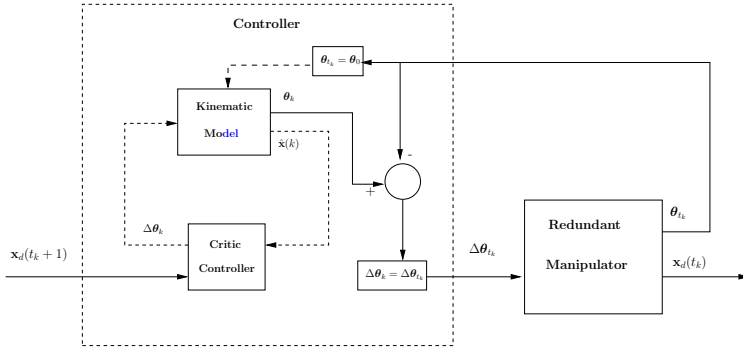 Controller
𝜽_{t_k} = 𝜽_0
Kinematic
Model
𝜽_k
x̂(k)
-
+
Δ𝜽_k
Critic
Controller
x_d(t_k + 1)
Δ𝜽_k = Δ𝜽_{t_k}
Δ𝜽_{t_k}
Redundant
Manipulator
𝜽_{t_k}
x_d(t_k)